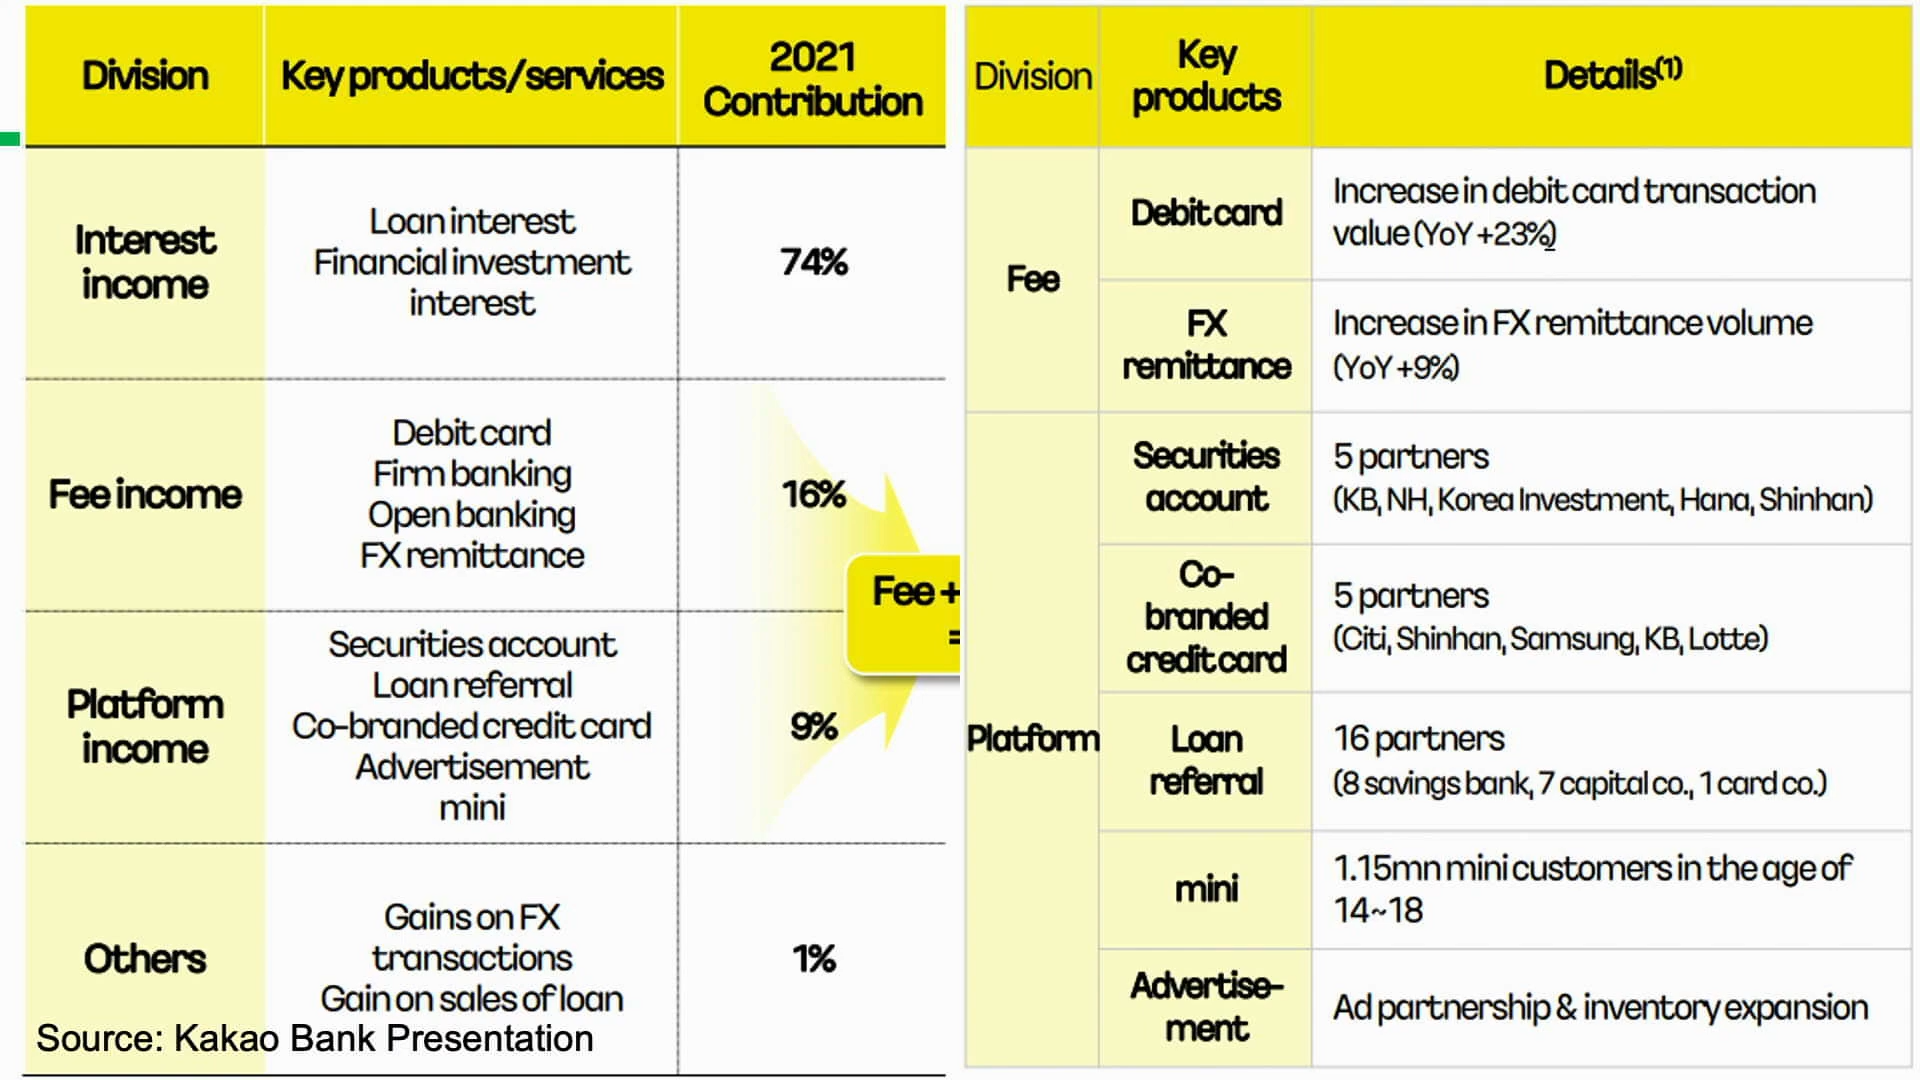 Division
Key products/services
2021
Contribution
Interest
income
Loan interest
Financial investment
interest
74%
Fee income
Debit card
Firm banking
Open banking
FX remittance
16%
Fee +
=
Platform
income
Securities account
Loan referral
Co-branded credit card
Advertisement
mini
9%
Others
Gains on FX
transactions
Gain on sales of loan
1%
Source: Kakao Bank Presentation
Division
Key
products
Details(1)
Fee
Debit card
Increase in debit card transaction
value (YoY +23%)
FX
remittance
Increase in FX remittance volume
(YoY +9%)
Platform
Securities
account
5 partners
(KB, NH, Korea Investment, Hana, Shinhan)
Co-
branded
credit card
5 partners
(Citi, Shinhan, Samsung, KB, Lotte)
Loan
referral
16 partners
(8 savings bank, 7 capital co., 1 card co.)
mini
1.15mn mini customers in the age of
14~18
Advertise-
ment
Ad partnership & inventory expansion